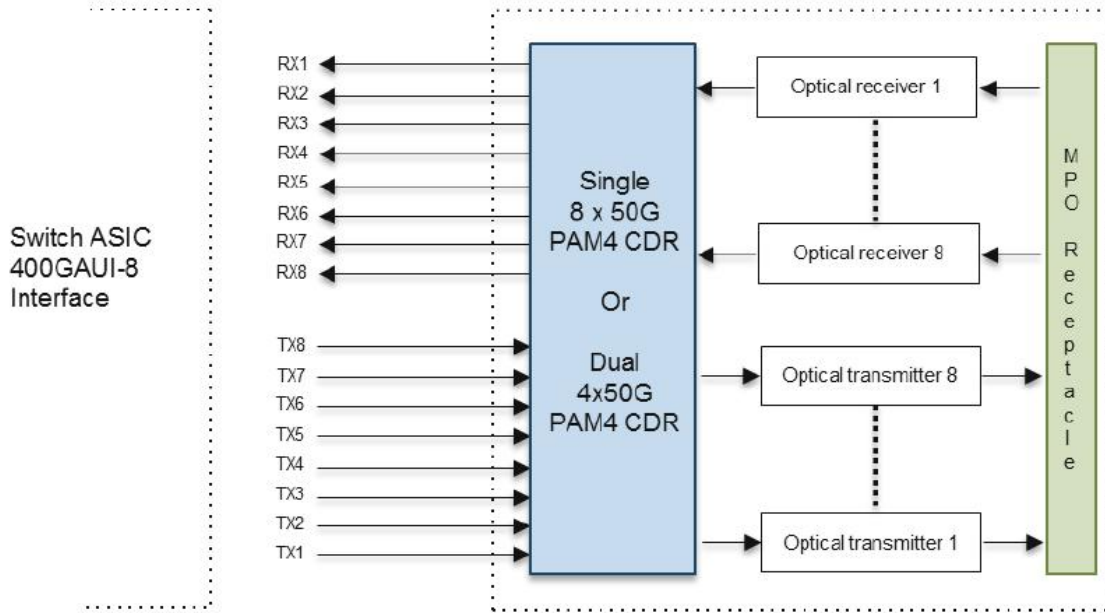 Switch ASIC
400GAUI-8
Interface
RX1
RX2
RX3
RX4
RX5
RX6
RX7
RX8
TX8
TX7
TX6
TX5
TX4
TX3
TX2
TX1
Single
8 x 50G
PAM4 CDR
Or
Dual
4x50G
PAM4 CDR
Optical receiver 1
Optical receiver 8
Optical transmitter 8
Optical transmitter 1
MPO Receptacle